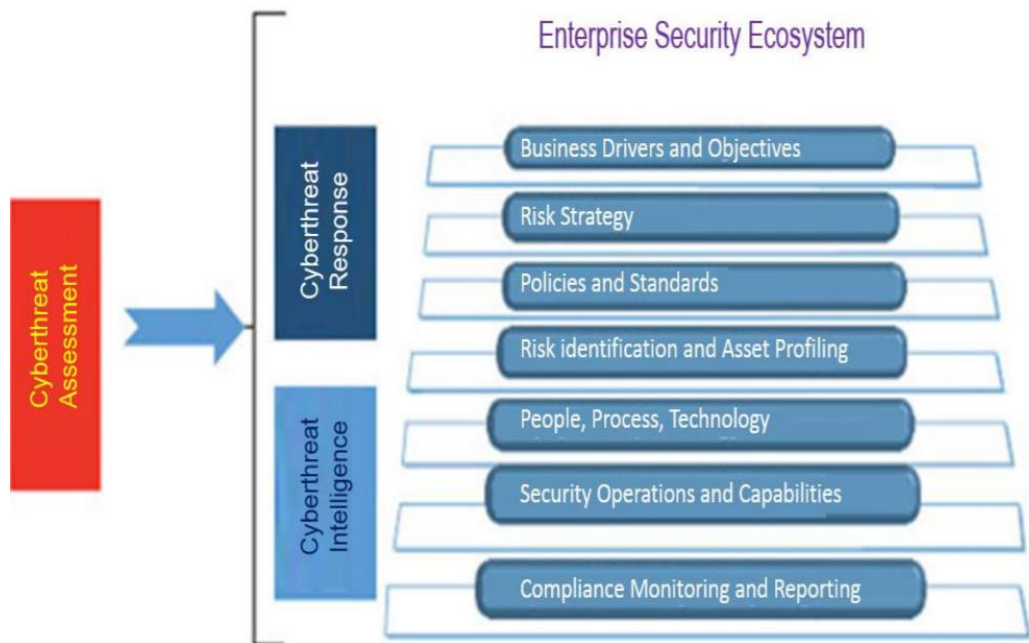 Enterprise Security Ecosystem
Cyberthreat
Assessment
Cyberthreat
Response
Cyberthreat
Intelligence
Business Drivers and Objectives
Risk Strategy
Policies and Standards
Risk identification and Asset Profiling
People, Process, Technology
Security Operations and Capabilities
Compliance Monitoring and Reporting